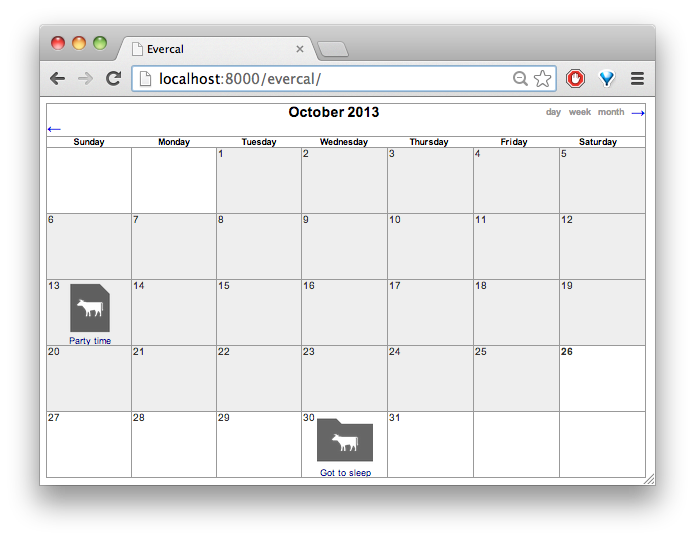 Evercal
localhost:8000/evercal/
October 2013 day week month →
←
Sunday Monday Tuesday Wednesday Thursday Friday Saturday
1 2 3 4 5
6 7 8 9 10 11 12
13 14 15 16 17 18 19
Party time
20 21 22 23 24 25 26
27 28 29 30 31
Got to sleep